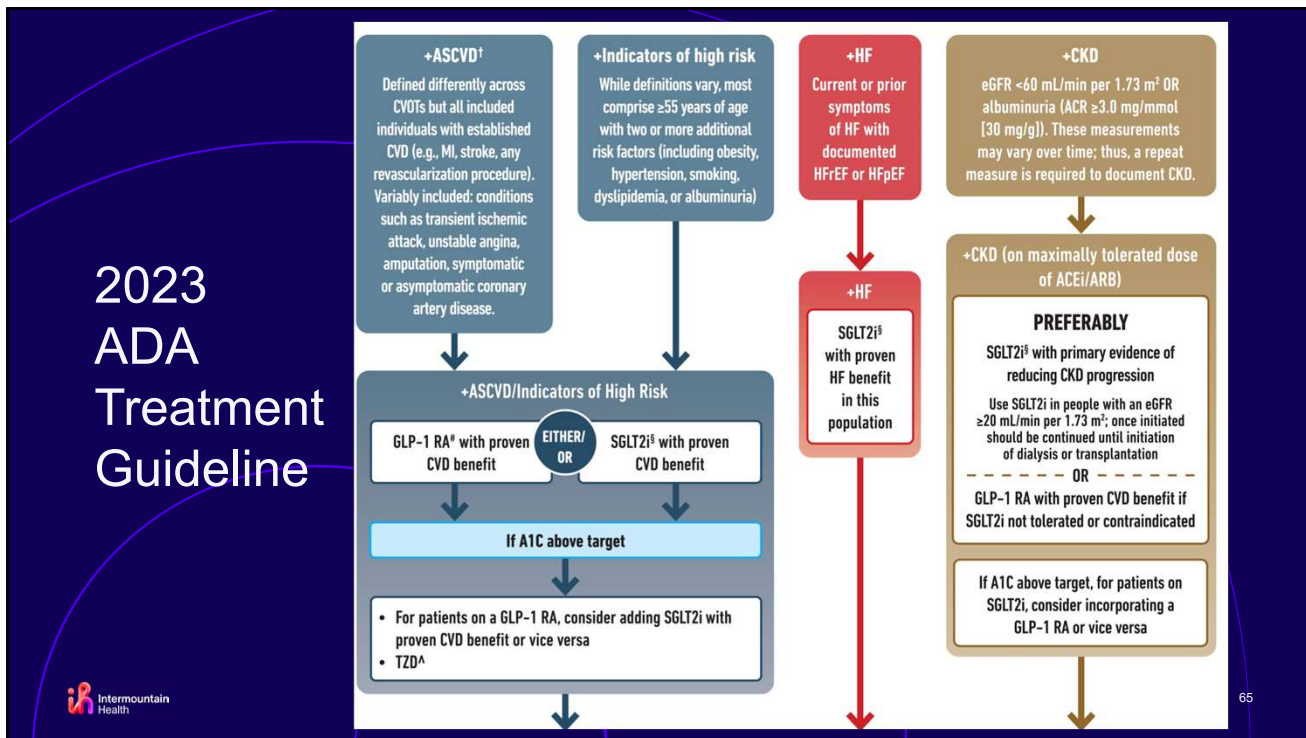 2023
ADA
Treatment
Guideline
+ASCVD†
Defined differently across
CVOTs but all included
individuals with established
CVD (e.g., MI, stroke, any
revascularization procedure).
Variably included: conditions
such as transient ischemic
attack, unstable angina,
amputation, symptomatic
or asymptomatic coronary
artery disease.
+Indicators of high risk
While definitions vary, most
comprise ≥55 years of age
with two or more additional
risk factors (including obesity,
hypertension, smoking,
dyslipidemia, or albuminuria)
+ASCVD/Indicators of High Risk
GLP-1 RA# with proven
CVD benefit
EITHER/
OR
SGLT2i§ with proven
CVD benefit
If A1C above target
• For patients on a GLP-1 RA, consider adding SGLT2i with
proven CVD benefit or vice versa
• TZD^
+HF
Current or prior
symptoms
of HF with
documented
HFrEF or HFpEF
+HF
SGLT2i§
with proven
HF benefit
in this
population
+CKD
eGFR <60 mL/min per 1.73 m² OR
albuminuria (ACR ≥3.0 mg/mmol
[30 mg/g]). These measurements
may vary over time; thus, a repeat
measure is required to document CKD.
+CKD (on maximally tolerated dose
of ACEi/ARB)
PREFERABLY
SGLT2i§ with primary evidence of
reducing CKD progression
Use SGLT2i in people with an eGFR
≥20 mL/min per 1.73 m²; once initiated
should be continued until initiation
of dialysis or transplantation
OR
GLP-1 RA with proven CVD benefit if
SGLT2i not tolerated or contraindicated
If A1C above target, for patients on
SGLT2i, consider incorporating a
GLP-1 RA or vice versa
Intermountain
Health
65